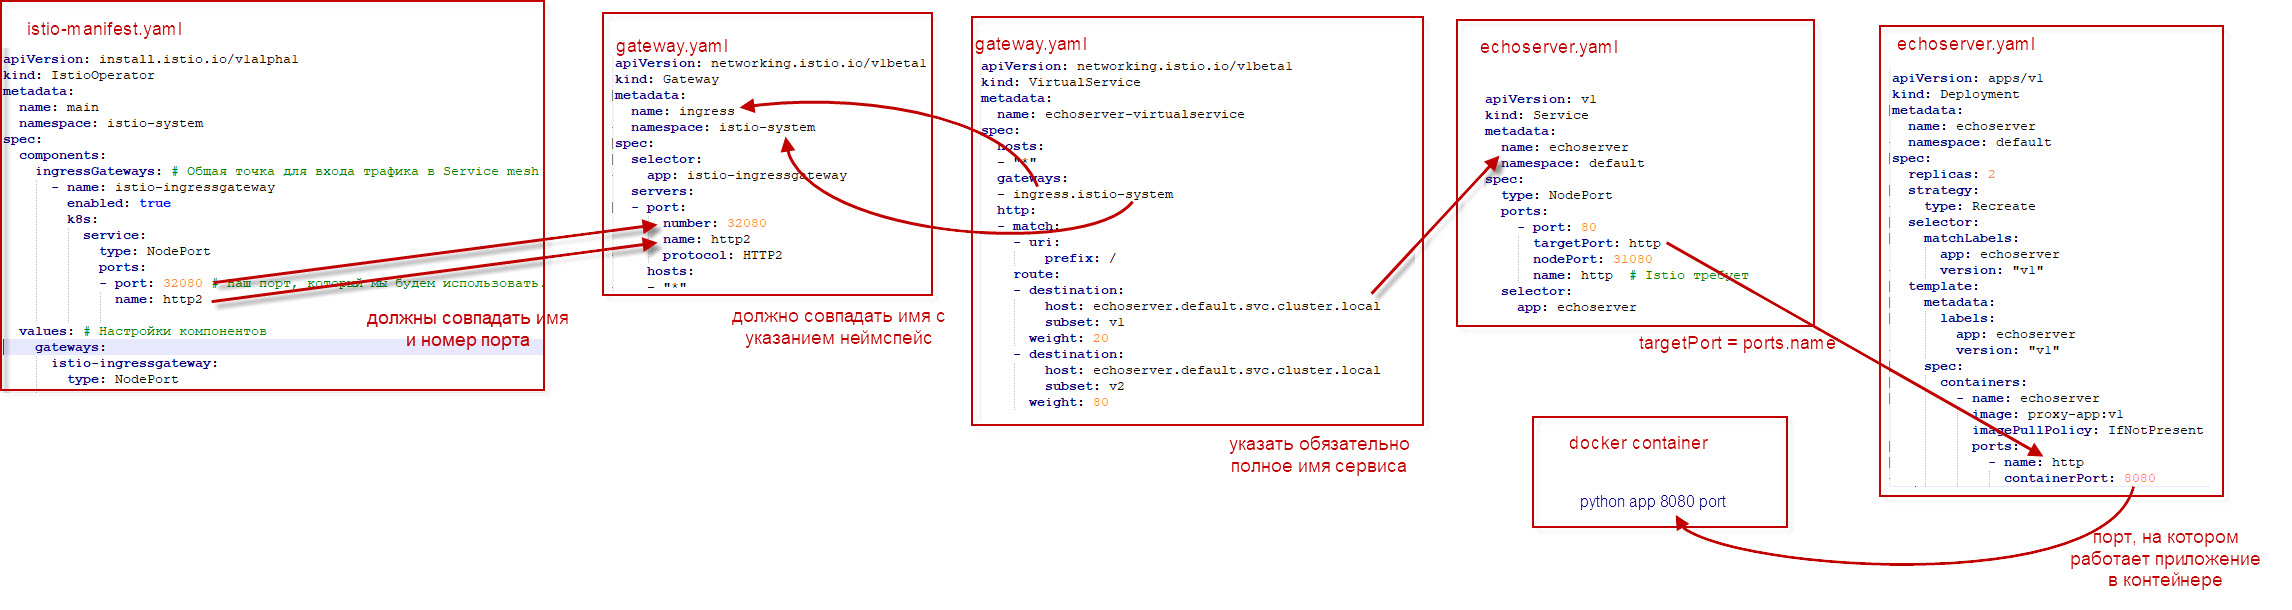 istio-manifest.yaml
apiVersion: install.istio.io/v1alpha1
kind: IstioOperator
metadata:
  name: main
  namespace: istio-system
spec:
  components:
    ingressGateways: # Общая точка для входа трафика в Service mesh
      - name: istio-ingressgateway
        enabled: true
        k8s:
          service:
            type: NodePort
            ports:
            - port: 32080 # Наш порт, который мы будем использовать.
              name: http2
  values: # Настройки компонентов
    gateways:
      istio-ingressgateway:
        type: NodePort
должны совпадать имя
и номер порта
gateway.yaml
apiVersion: networking.istio.io/v1beta1
kind: Gateway
metadata:
  name: ingress
  namespace: istio-system
spec:
  selector:
    app: istio-ingressgateway
  servers:
  - port:
      number: 32080
      name: http2
      protocol: HTTP2
    hosts:
    - "*"
должно совпадать имя с
указанием неймспейс
gateway.yaml
apiVersion: networking.istio.io/v1beta1
kind: VirtualService
metadata:
  name: echoserver-virtualservice
spec:
  hosts:
  - "*"
  gateways:
  - ingress.istio-system
  http:
  - match:
    - uri:
        prefix: /
    route:
    - destination:
        host: echoserver.default.svc.cluster.local
        subset: v1
      weight: 20
    - destination:
        host: echoserver.default.svc.cluster.local
        subset: v2
      weight: 80
указать обязательно
полное имя сервиса
echoserver.yaml
apiVersion: v1
kind: Service
metadata:
  name: echoserver
  namespace: default
spec:
  type: NodePort
  ports:
    - port: 80
      targetPort: http
      nodePort: 31080
      name: http  # Istio требует
  selector:
    app: echoserver
targetPort = ports.name
docker container
python app 8080 port
echoserver.yaml
apiVersion: apps/v1
kind: Deployment
metadata:
  name: echoserver
  namespace: default
spec:
  replicas: 2
  strategy:
    type: Recreate
  selector:
    matchLabels:
      app: echoserver
      version: "v1"
  template:
    metadata:
      labels:
        app: echoserver
        version: "v1"
    spec:
      containers:
        - name: echoserver
          image: proxy-app:v1
          imagePullPolicy: IfNotPresent
          ports:
            - name: http
              containerPort: 8080
порт, на котором
работает приложение
в контейнере